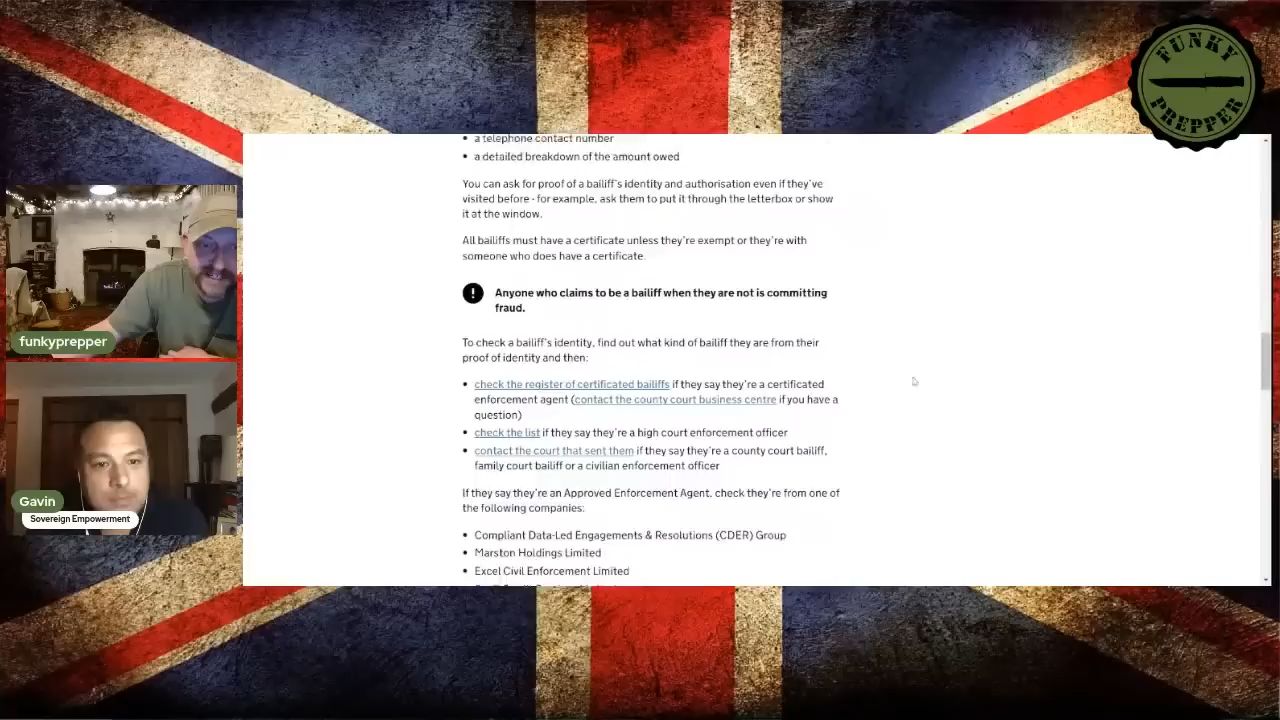 FUNKY
PREPPER
• a telephone contact number
• a detailed breakdown of the amount owed
You can ask for proof of a bailiff's identity and authorisation even if they've
visited before - for example, ask them to put it through the letterbox or show
it at the window.
All bailiffs must have a certificate unless they're exempt or they're with
someone who does have a certificate.
! Anyone who claims to be a bailiff when they are not is committing
fraud.
To check a bailiff's identity, find out what kind of bailiff they are from their
proof of identity and then:
• check the register of certificated bailiffs if they say they're a certificated
enforcement agent (contact the county court business centre if you have a
question)
• check the list if they say they're a high court enforcement officer
• contact the court that sent them if they say they're a county court bailiff,
family court bailiff or a civilian enforcement officer
If they say they're an Approved Enforcement Agent, check they're from one of
the following companies:
• Compliant Data-Led Engagements & Resolutions (CDER) Group
• Marston Holdings Limited
• Excel Civil Enforcement Limited
funkyprepper
Gavin
Sovereign Empowerment